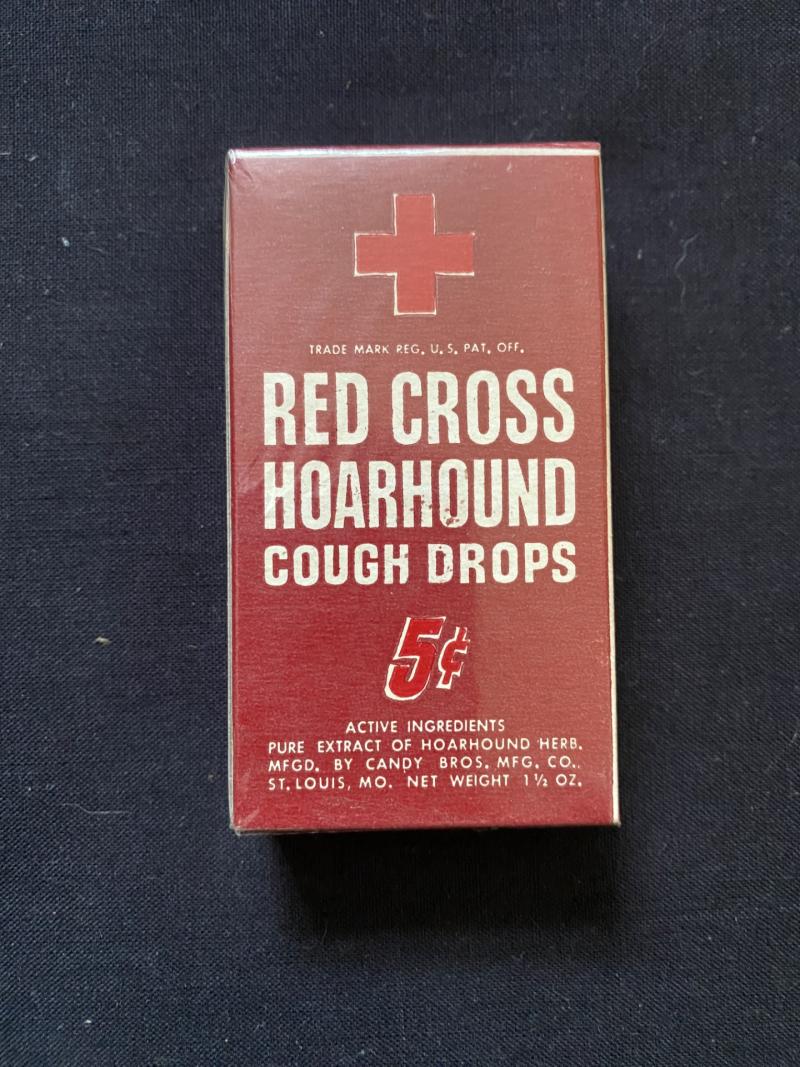 TRADE MARK REG. U.S. PAT. OFF.
RED CROSS
HOARHOUND
COUGH DROPS
5¢
ACTIVE INGREDIENTS
PURE EXTRACT OF HOARHOUND HERB.
MFGD. BY CANDY BROS. MFG. CO.,
ST. LOUIS, MO. NET WEIGHT 1½ OZ.